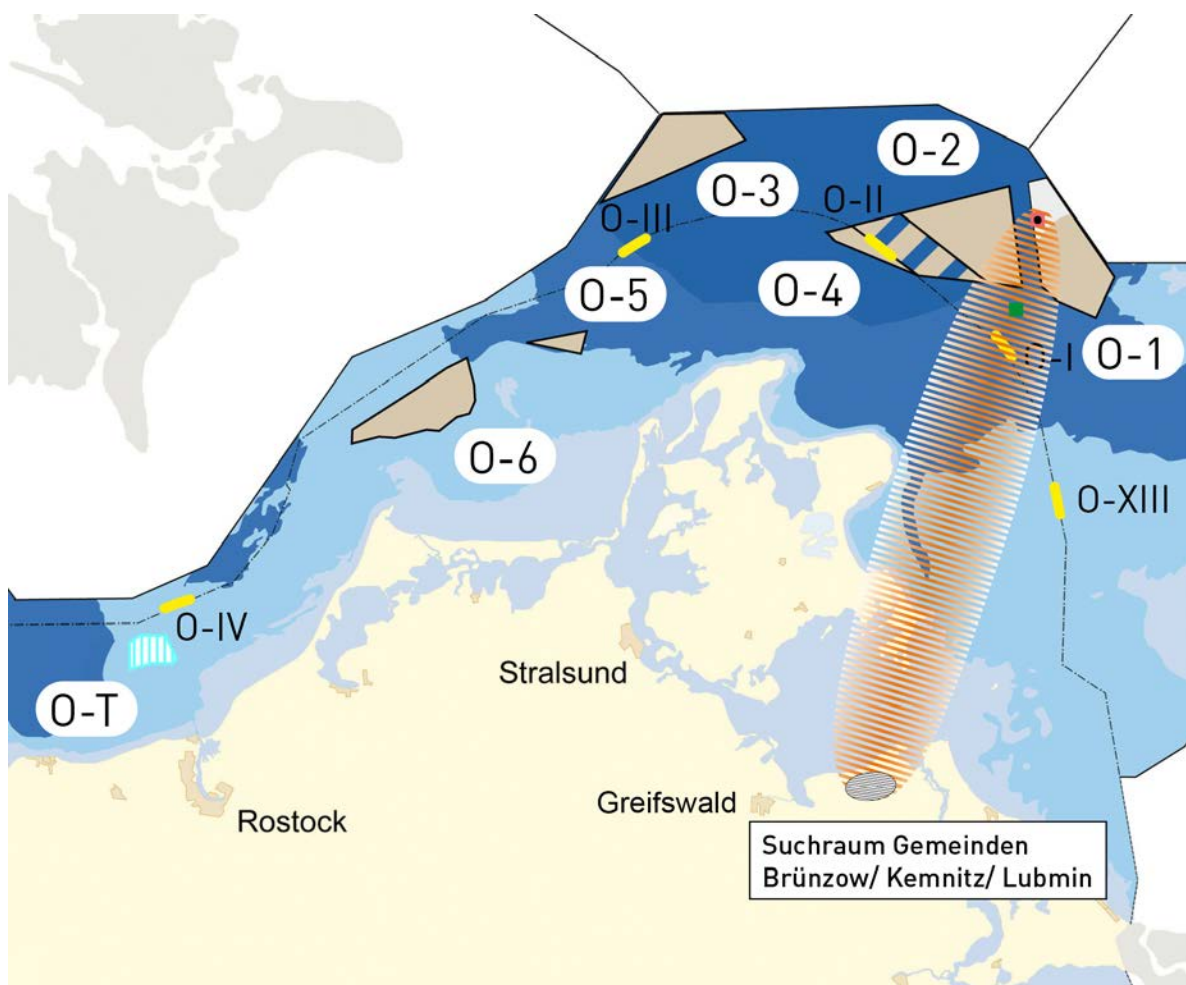 O-2
O-3
O-II
O-III
O-5
O-4
O-1
O-I
O-6
O-XIII
O-IV
Stralsund
O-T
Greifswald
Rostock
Suchraum Gemeinden
Brünzow/ Kemnitz/ Lubmin